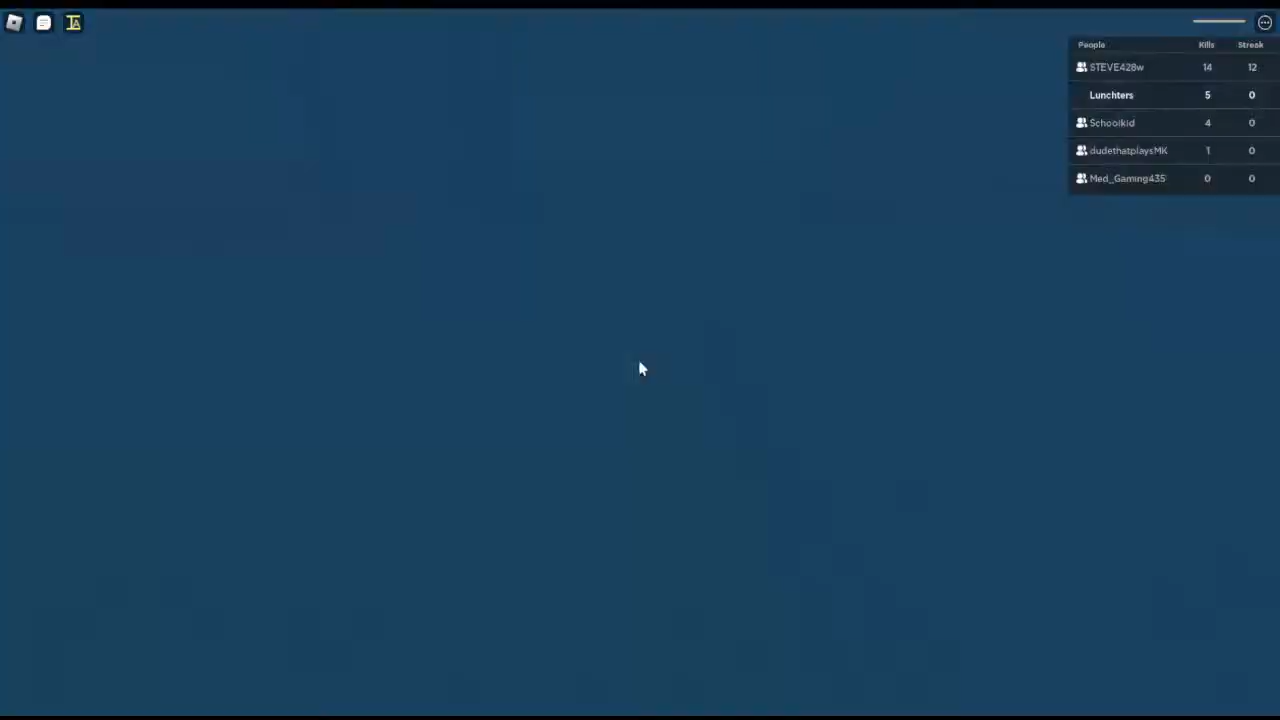 People Kills Streak
STEVE428w 14 12
Lunchters 5 0
Schoolkid 4 0
dudethatplaysMK 1 0
Med_Gaming435 0 0